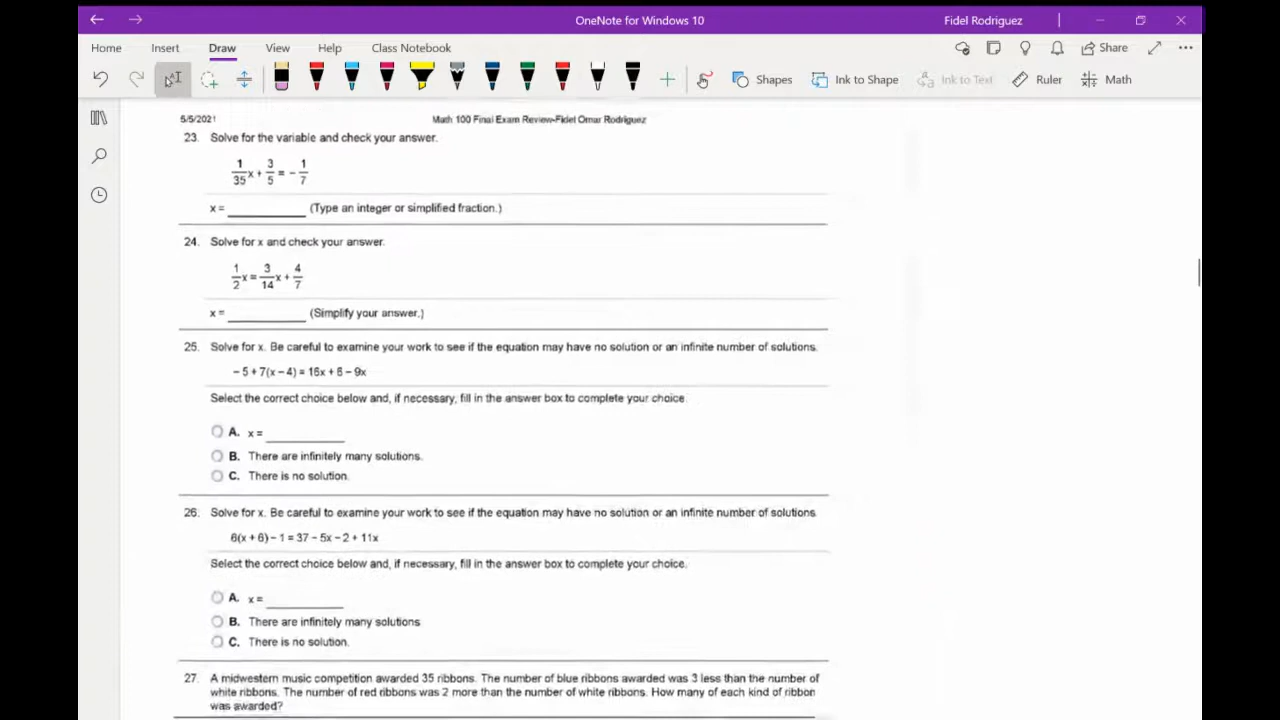 OneNote for Windows 10
Fidel Rodriguez
Home Insert Draw View Help Class Notebook
Share
Shapes Ink to Shape Ink to Text Ruler Math
5/5/2021 Math 100 Final Exam Review-Fidel Omar Rodriguez
23. Solve for the variable and check your answer.
1/35 x + 3/5 = - 1/7
x = ________ (Type an integer or simplified fraction.)
24. Solve for x and check your answer.
1/2 x = 3/14 x + 4/7
x = ________ (Simplify your answer.)
25. Solve for x. Be careful to examine your work to see if the equation may have no solution or an infinite number of solutions.
- 5 + 7(x - 4) = 16x + 6 - 9x
Select the correct choice below and, if necessary, fill in the answer box to complete your choice.
A. x = ________
B. There are infinitely many solutions.
C. There is no solution.
26. Solve for x. Be careful to examine your work to see if the equation may have no solution or an infinite number of solutions.
6(x + 6) - 1 = 37 - 5x - 2 + 11x
Select the correct choice below and, if necessary, fill in the answer box to complete your choice.
A. x = ________
B. There are infinitely many solutions
C. There is no solution.
27. A midwestern music competition awarded 35 ribbons. The number of blue ribbons awarded was 3 less than the number of
white ribbons. The number of red ribbons was 2 more than the number of white ribbons. How many of each kind of ribbon
was awarded?